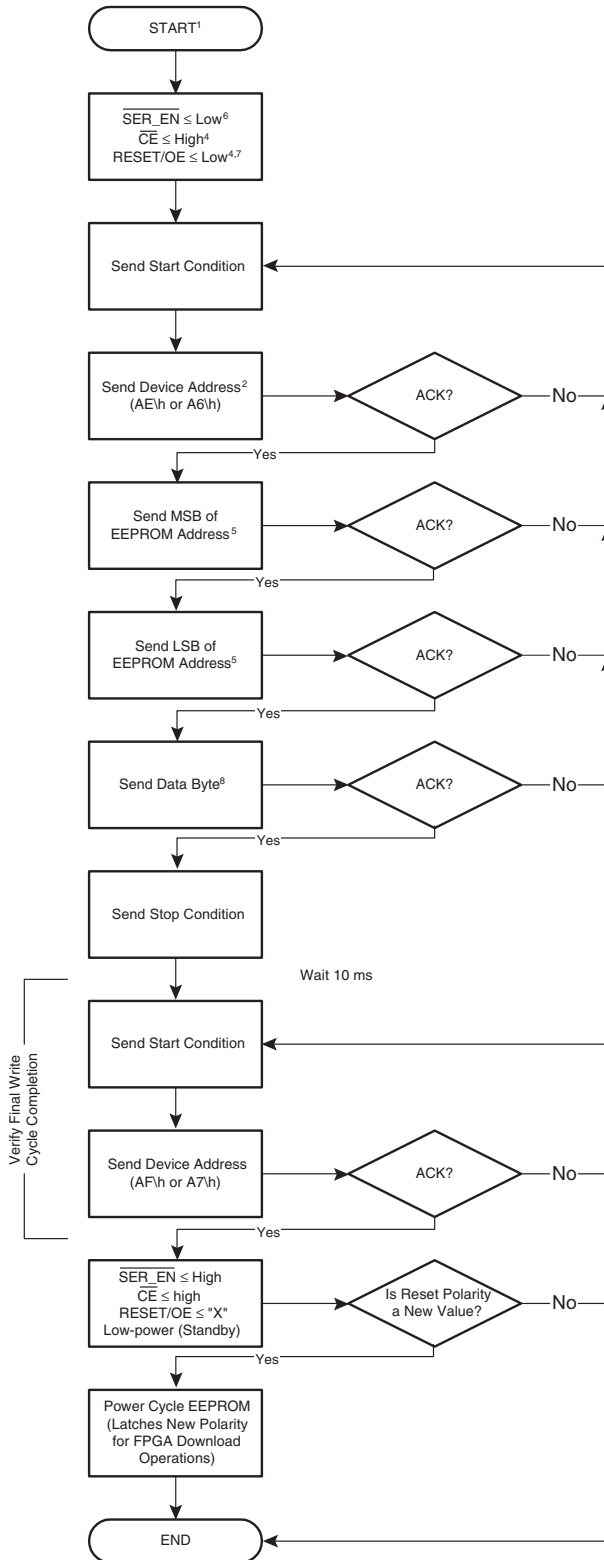 START¹
SER_EN ≤ Low⁶
CE ≤ High⁴
RESET/OE ≤ Low⁴,⁷
Send Start Condition
Send Device Address²
(AE\h or A6\h)
ACK?
No
Yes
Send MSB of
EEPROM Address⁵
ACK?
No
Yes
Send LSB of
EEPROM Address⁵
ACK?
No
Yes
Send Data Byte⁸
ACK?
No
Yes
Send Stop Condition
Wait 10 ms
Verify Final Write
Cycle Completion
Send Start Condition
Send Device Address
(AF\h or A7\h)
ACK?
No
Yes
SER_EN ≤ High
CE ≤ high
RESET/OE ≤ "X"
Low-power (Standby)
Is Reset Polarity
a New Value?
No
Yes
Power Cycle EEPROM
(Latches New Polarity
for FPGA Download
Operations)
END